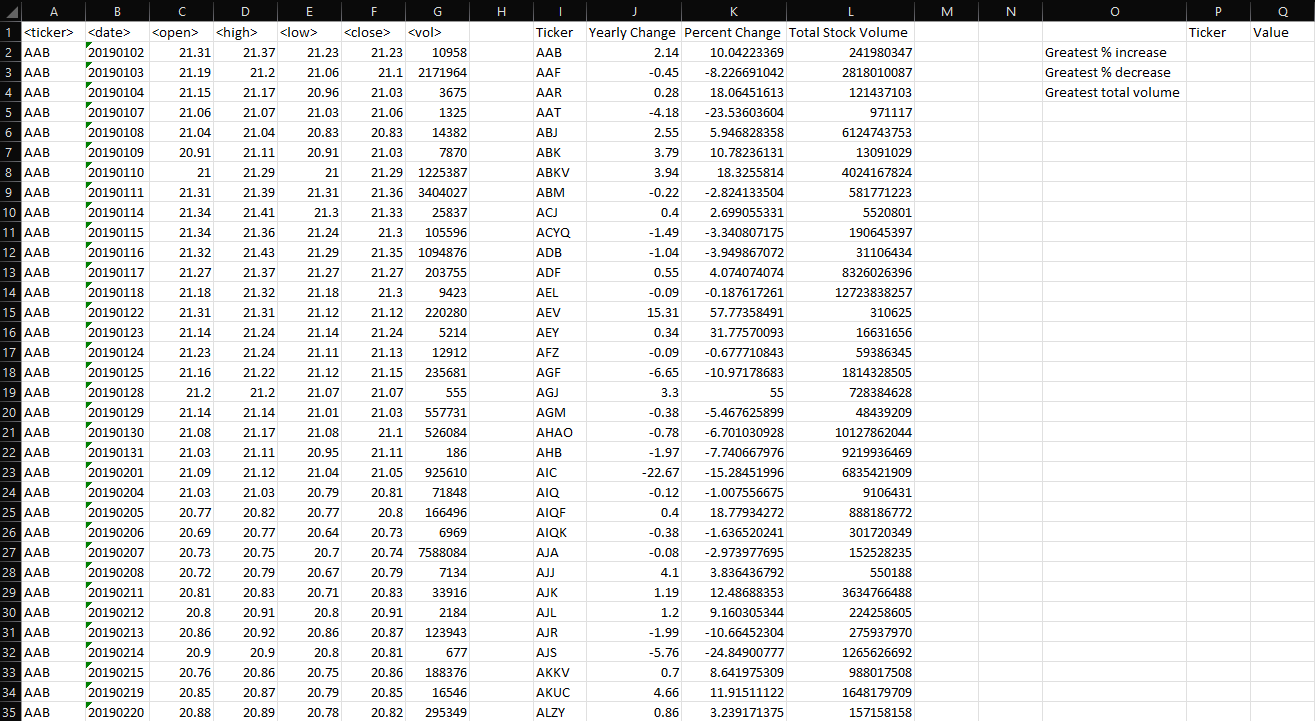 A B C D E F G H I J K L M N O P Q
1 <ticker> <date> <open> <high> <low> <close> <vol> Ticker Yearly Change Percent Change Total Stock Volume Ticker Value
2 AAB 20190102 21.31 21.37 21.23 21.23 10958 AAB 2.14 10.04223369 241980347 Greatest % increase
3 AAB 20190103 21.19 21.2 21.06 21.1 2171964 AAF -0.45 -8.226691042 2818010087 Greatest % decrease
4 AAB 20190104 21.15 21.17 20.96 21.03 3675 AAR 0.28 18.06451613 121437103 Greatest total volume
5 AAB 20190107 21.06 21.07 21.03 21.06 1325 AAT -4.18 -23.53603604 971117
6 AAB 20190108 21.04 21.04 20.83 20.83 14382 ABJ 2.55 5.946828358 6124743753
7 AAB 20190109 20.91 21.11 20.91 21.03 7870 ABK 3.79 10.78236131 13091029
8 AAB 20190110 21 21.29 21 21.29 1225387 ABKV 3.94 18.3255814 4024167824
9 AAB 20190111 21.31 21.39 21.31 21.36 3404027 ABM -0.22 -2.824133504 581771223
10 AAB 20190114 21.34 21.41 21.3 21.33 25837 ACJ 0.4 2.699055331 5520801
11 AAB 20190115 21.34 21.36 21.24 21.3 105596 ACYQ -1.49 -3.340807175 190645397
12 AAB 20190116 21.32 21.43 21.29 21.35 1094876 ADB -1.04 -3.949867072 31106434
13 AAB 20190117 21.27 21.37 21.27 21.27 203755 ADF 0.55 4.074074074 8326026396
14 AAB 20190118 21.18 21.32 21.18 21.3 9423 AEL -0.09 -0.187617261 12723838257
15 AAB 20190122 21.31 21.31 21.12 21.12 220280 AEV 15.31 57.77358491 310625
16 AAB 20190123 21.14 21.24 21.14 21.24 5214 AEY 0.34 31.77570093 16631656
17 AAB 20190124 21.23 21.24 21.11 21.13 12912 AFZ -0.09 -0.677710843 59386345
18 AAB 20190125 21.16 21.22 21.12 21.15 235681 AGF -6.65 -10.97178683 1814328505
19 AAB 20190128 21.2 21.2 21.07 21.07 555 AGJ 3.3 55 728384628
20 AAB 20190129 21.14 21.14 21.01 21.03 557731 AGM -0.38 -5.467625899 48439209
21 AAB 20190130 21.08 21.17 21.08 21.1 526084 AHAO -0.78 -6.701030928 10127862044
22 AAB 20190131 21.03 21.11 20.95 21.11 186 AHB -1.97 -7.740667976 9219936469
23 AAB 20190201 21.09 21.12 21.04 21.05 925610 AIC -22.67 -15.28451996 6835421909
24 AAB 20190204 21.03 21.03 20.79 20.81 71848 AIQ -0.12 -1.007556675 9106431
25 AAB 20190205 20.77 20.82 20.77 20.8 166496 AIQF 0.4 18.77934272 888186772
26 AAB 20190206 20.69 20.77 20.64 20.73 6969 AIQK -0.38 -1.636520241 301720349
27 AAB 20190207 20.73 20.75 20.7 20.74 7588084 AJA -0.08 -2.973977695 152528235
28 AAB 20190208 20.72 20.79 20.67 20.79 7134 AJJ 4.1 3.836436792 550188
29 AAB 20190211 20.81 20.83 20.71 20.83 33916 AJK 1.19 12.48688353 3634766488
30 AAB 20190212 20.8 20.91 20.8 20.91 2184 AJL 1.2 9.160305344 224258605
31 AAB 20190213 20.86 20.92 20.86 20.87 123943 AJR -1.99 -10.66452304 275937970
32 AAB 20190214 20.9 20.9 20.8 20.81 677 AJS -5.76 -24.84900777 1265626692
33 AAB 20190215 20.76 20.86 20.75 20.86 188376 AKKV 0.7 8.641975309 988017508
34 AAB 20190219 20.85 20.87 20.79 20.85 16546 AKUC 4.66 11.91511122 1648179709
35 AAB 20190220 20.88 20.89 20.78 20.82 295349 ALZY 0.86 3.239171375 157158158